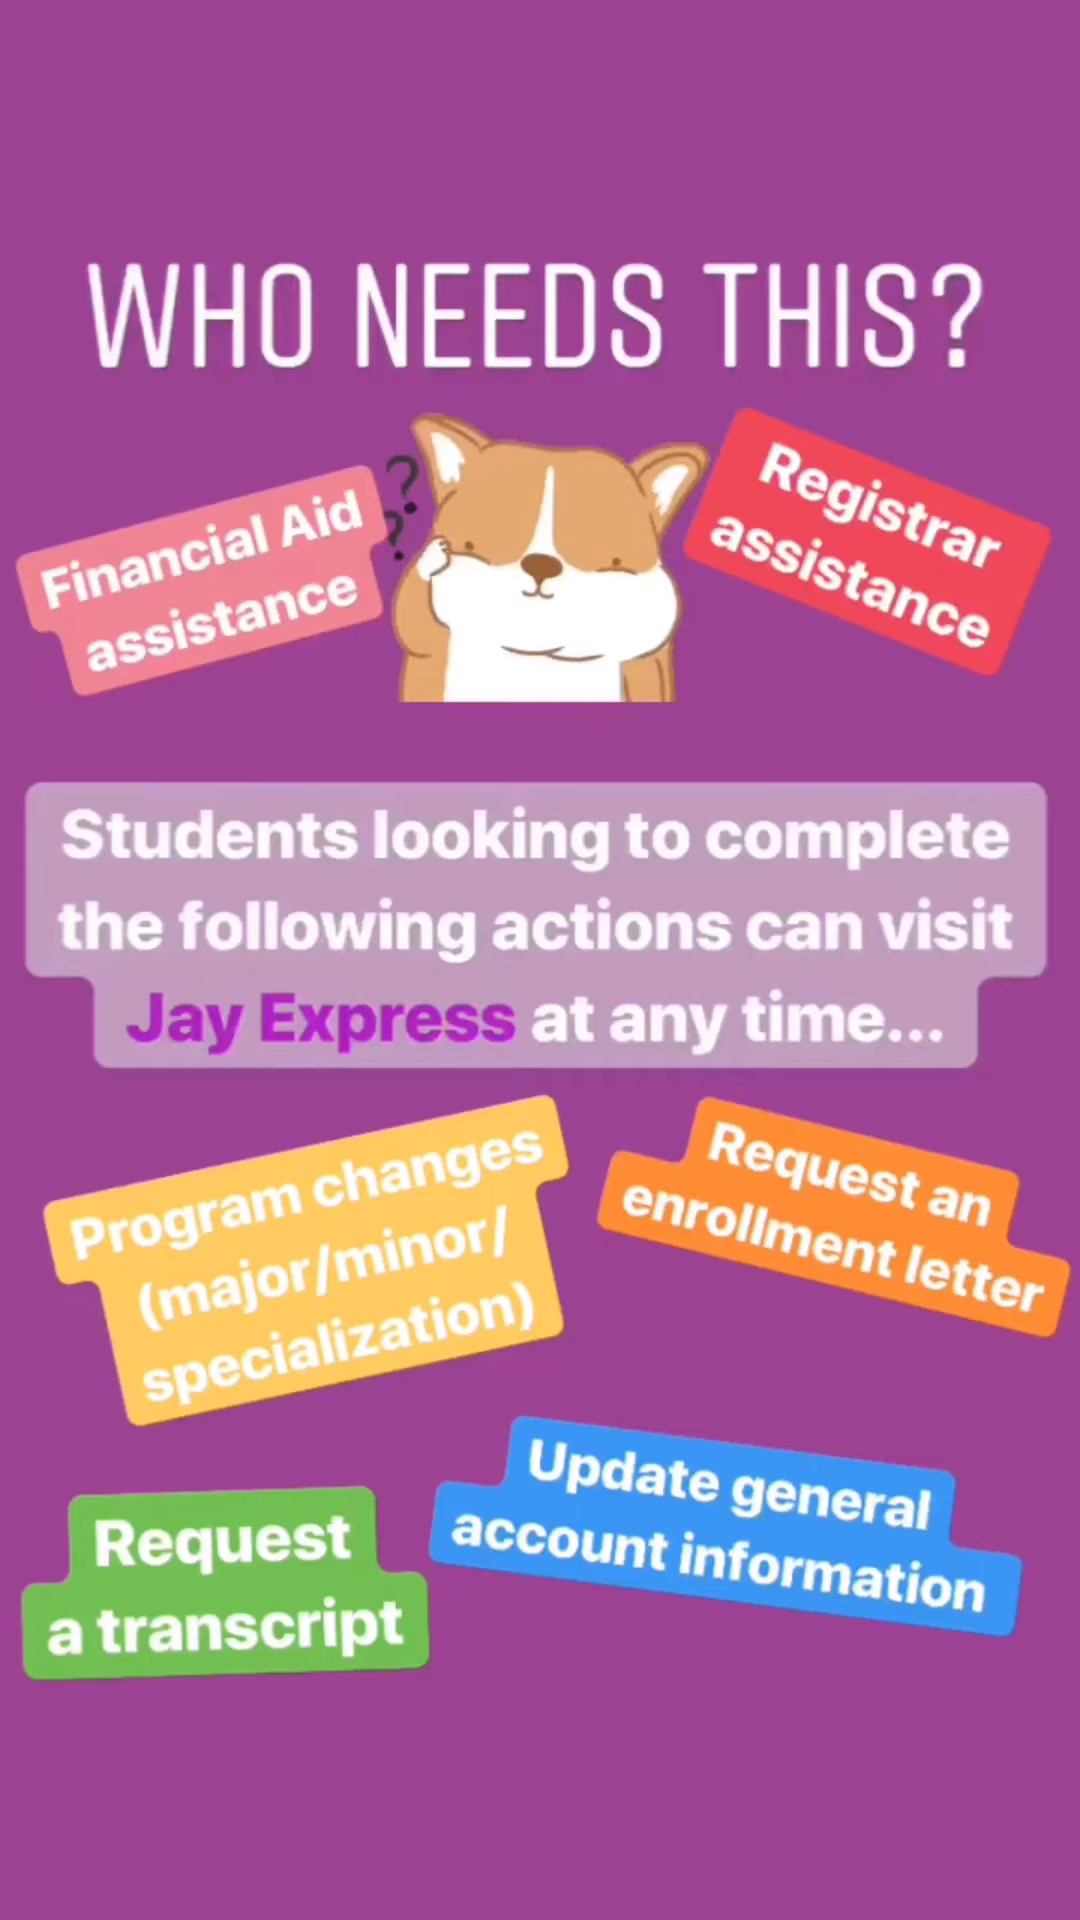 WHO NEEDS THIS?
Financial Aid
assistance
? ?
Registrar
assistance
Students looking to complete
the following actions can visit
Jay Express at any time...
Program changes
(major/minor/
specialization)
Request an
enrollment letter
Update general
account information
Request
a transcript